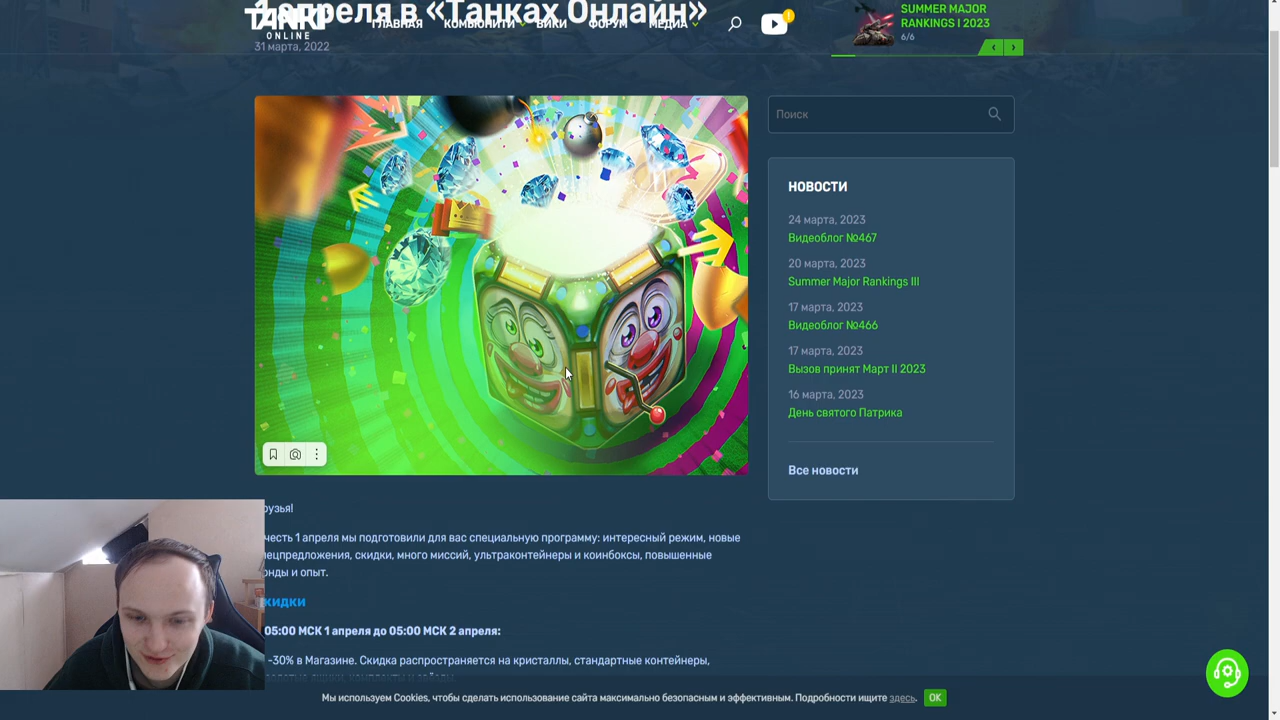 1 апреля в «Танках Онлайн»
TANKI
ONLINE
ГЛАВНАЯ
КОМЬЮНИТИ
ВИКИ
ФОРУМ
МЕДИА
!
SUMMER MAJOR
RANKINGS I 2023
6/6
31 марта, 2022
Поиск
НОВОСТИ
24 марта, 2023
Видеоблог №467
20 марта, 2023
Summer Major Rankings III
17 марта, 2023
Видеоблог №466
17 марта, 2023
Вызов принят Март II 2023
16 марта, 2023
День святого Патрика
Все новости
рузья!
честь 1 апреля мы подготовили для вас специальную программу: интересный режим, новые
пецпредложения, скидки, много миссий, ультраконтейнеры и коинбоксы, повышенные
онды и опыт.
кидки
05:00 МСК 1 апреля до 05:00 МСК 2 апреля:
-30% в Магазине. Скидка распространяется на кристаллы, стандартные контейнеры,
Мы используем Cookies, чтобы сделать использование сайта максимально безопасным и эффективным. Подробности ищите здесь.
OK